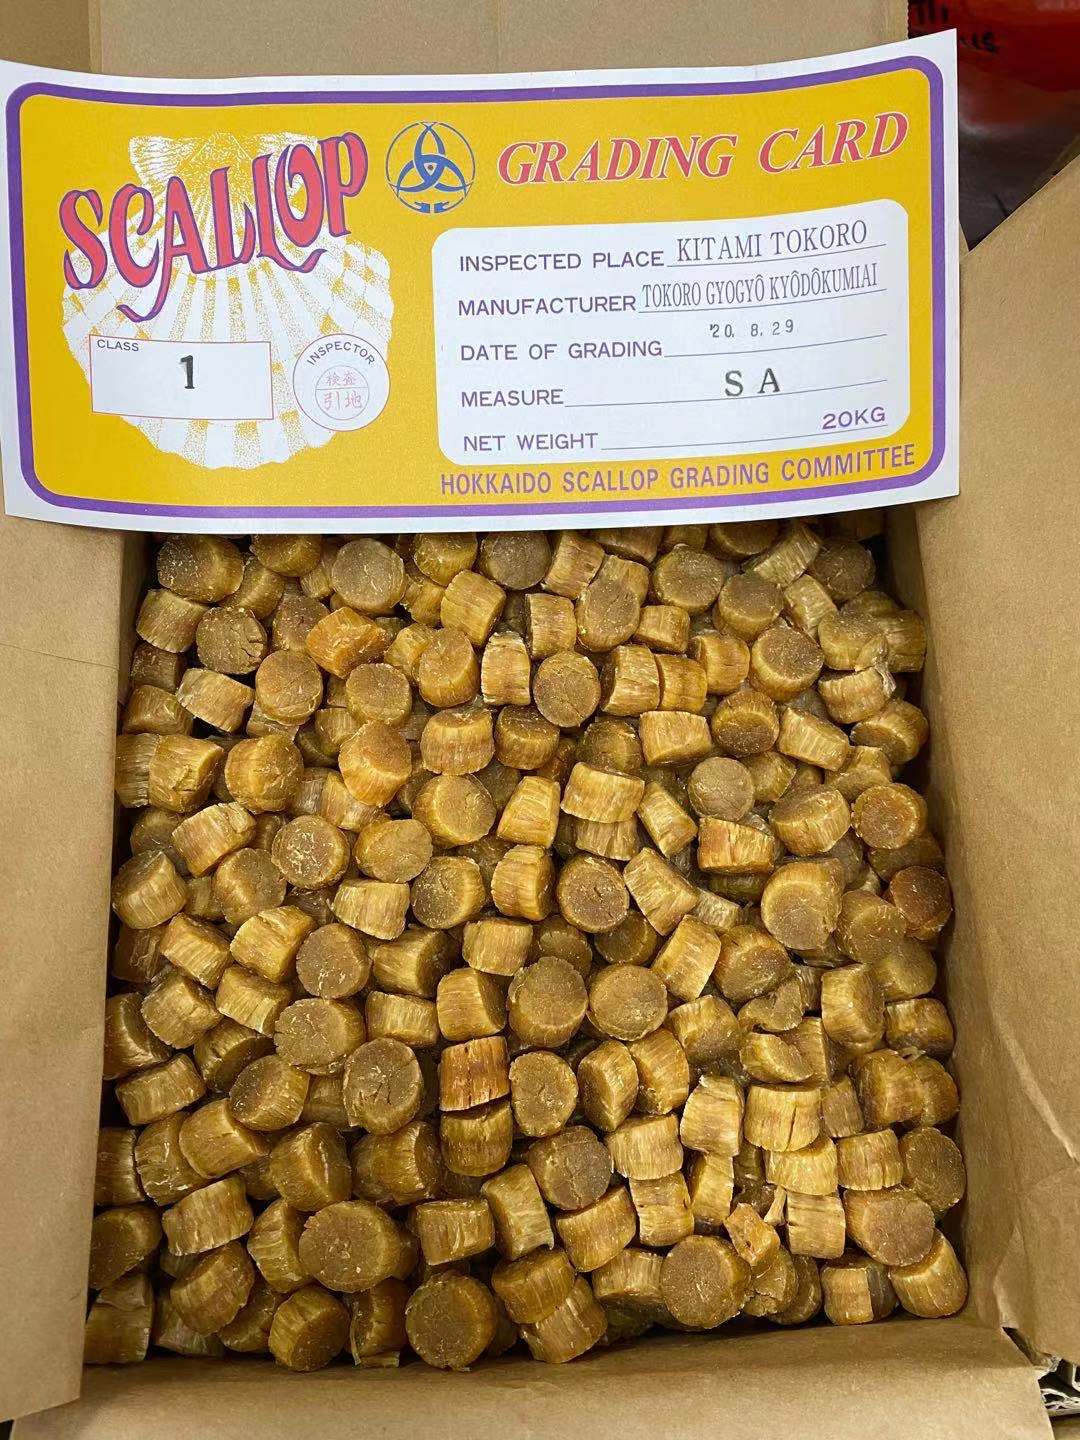 SCALLOP
GRADING CARD
INSPECTED PLACE KITAMI TOKORO
MANUFACTURER TOKORO GYOGYÔ KYÔDÔKUMIAI
DATE OF GRADING '20. 8. 29
MEASURE SA
NET WEIGHT 20KG
CLASS
1
INSPECTOR
検査
引地
HOKKAIDO SCALLOP GRADING COMMITTEE